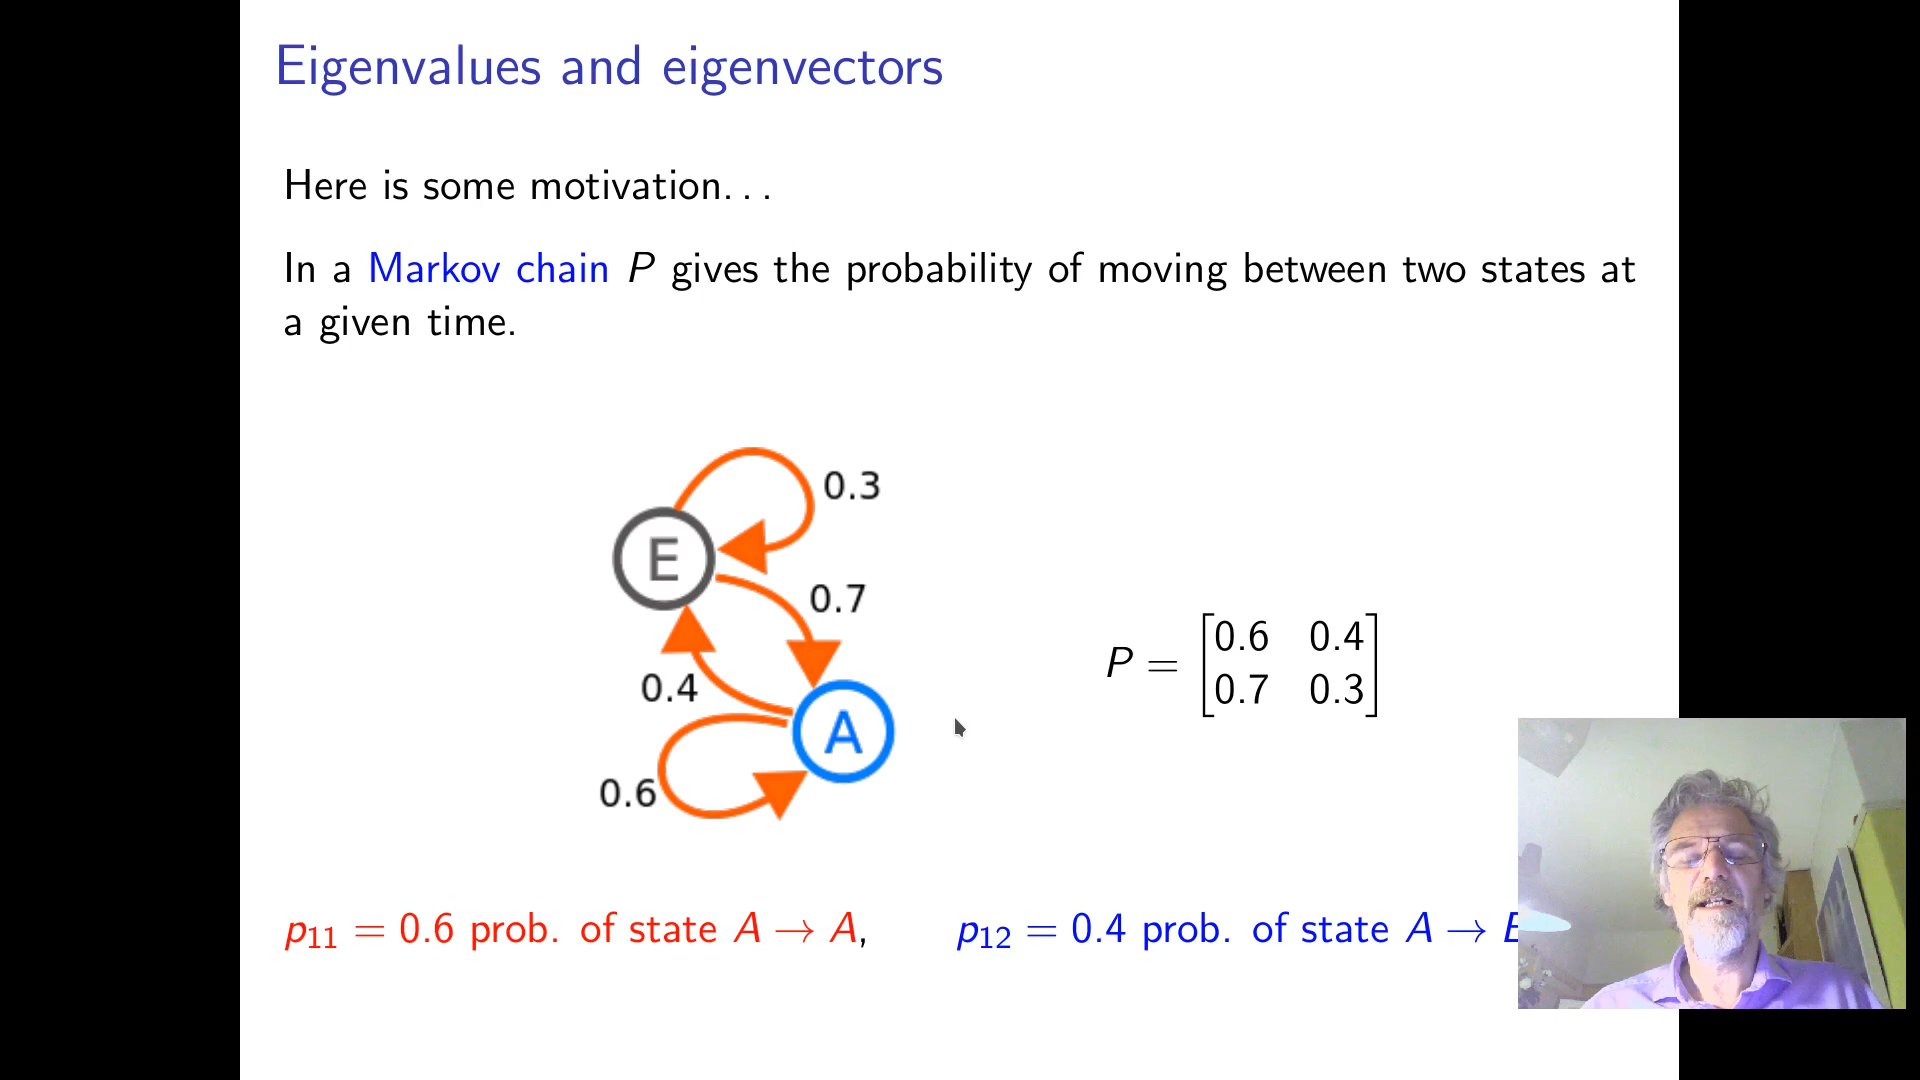 Eigenvalues and eigenvectors
Here is some motivation...
In a Markov chain P gives the probability of moving between two states at
a given time.
0.3
E
0.7
0.4
A
0.6
P = [0.6 0.4
0.7 0.3]
p11 = 0.6 prob. of state A → A, p12 = 0.4 prob. of state A → E